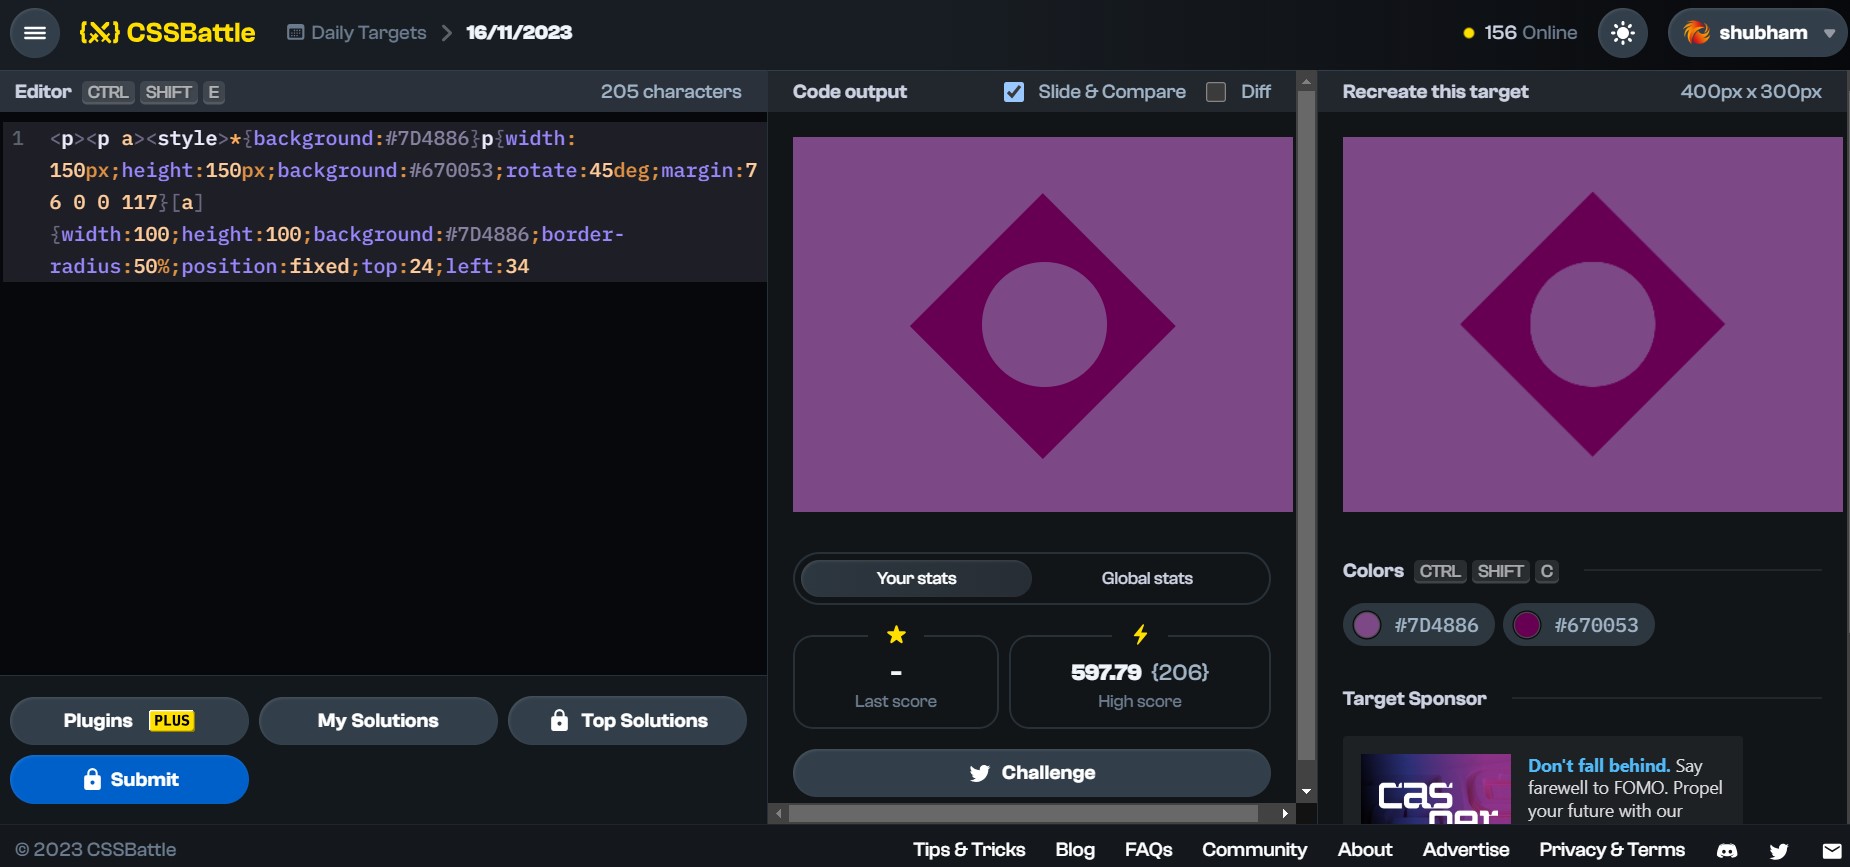 {X} CSSBattle
Daily Targets > 16/11/2023
156 Online
shubham
Editor CTRL SHIFT E
205 characters
Code output
Slide & Compare
Diff
Recreate this target
400px x 300px
1 <p><p a><style>*{background:#7D4886}p{width:
150px;height:150px;background:#670053;rotate:45deg;margin:7
6 0 0 117}[a]
{width:100;height:100;background:#7D4886;border-
radius:50%;position:fixed;top:24;left:34
Your stats
Global stats
Colors CTRL SHIFT C
#7D4886
#670053
-
Last score
597.79 {206}
High score
Target Sponsor
Plugins PLUS
My Solutions
Top Solutions
Submit
Challenge
Don't fall behind. Say
farewell to FOMO. Propel
your future with our
cas
© 2023 CSSBattle
Tips & Tricks
Blog
FAQs
Community
About
Advertise
Privacy & Terms